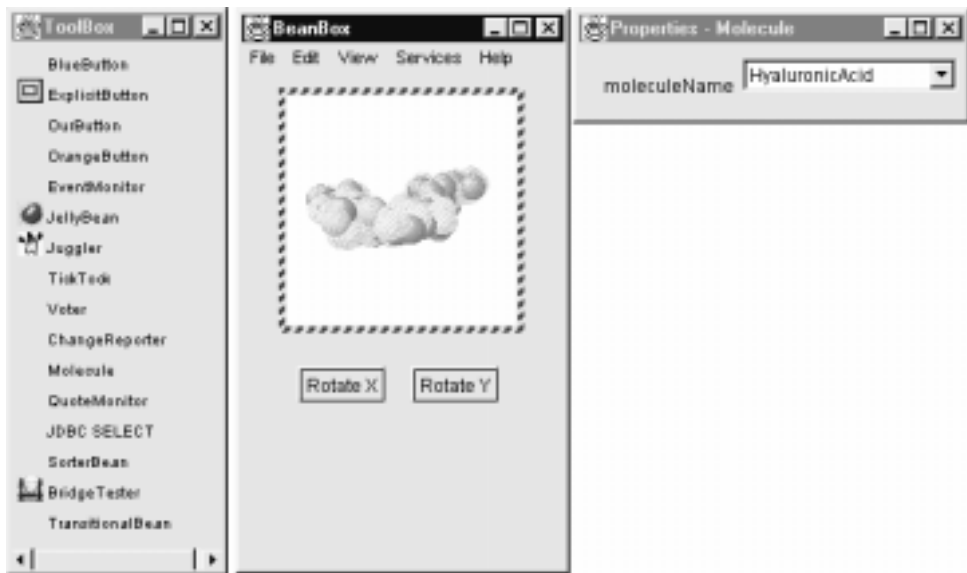 ToolBox
BlueButton
ExplicitButton
OurButton
OrangeButton
EventMonitor
JellyBean
Juggler
TickTock
Voter
ChangeReporter
Molecule
QuoteMonitor
JDBC SELECT
SorterBean
BridgeTester
TransitionalBean
BeanBox
File Edit View Services Help
Rotate X Rotate Y
Properties - Molecule
moleculeName HyaluronicAcid